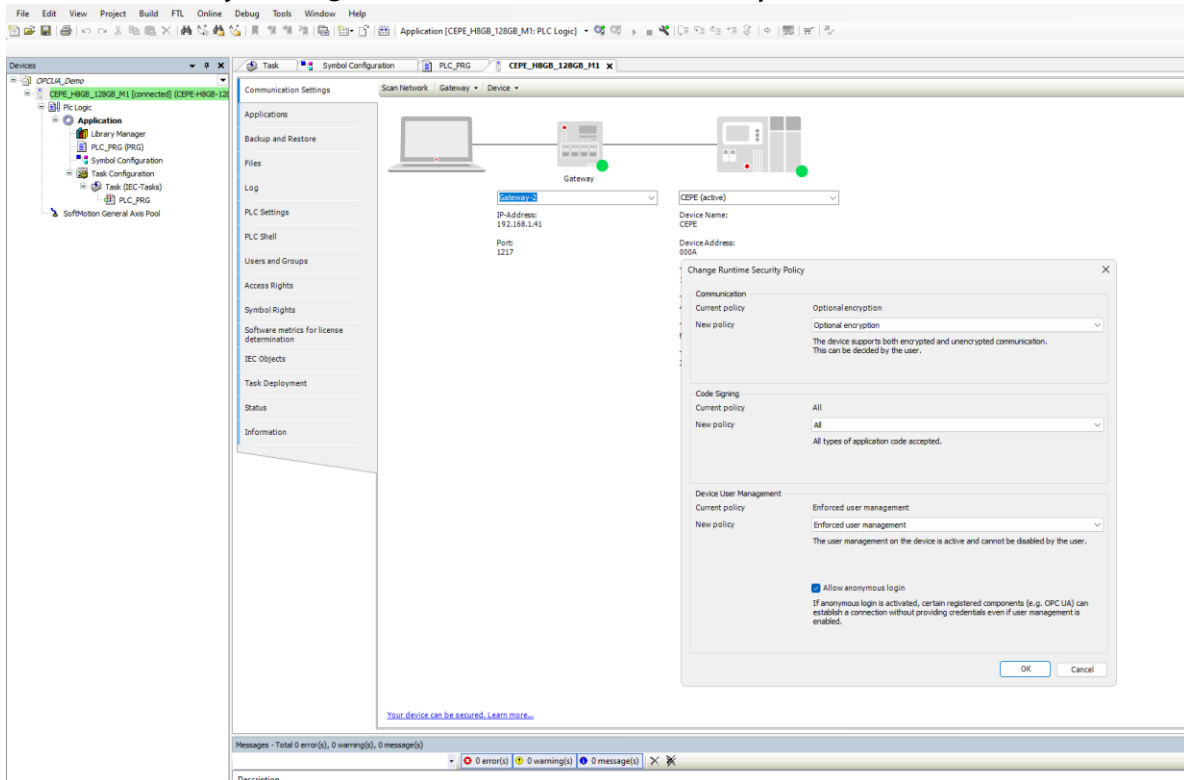 File Edit View Project Build FTL Online Debug Tools Window Help
Application [CEPE_H8GB_128GB_M1: PLC Logic]
Devices
OPCUA_Demo
CEPE_H8GB_128GB_M1 [connected] (CEPE-H8GB-128
Plc Logic
Application
Library Manager
PLC_PRG (PRG)
Symbol Configuration
Task Configuration
Task (IEC-Tasks)
PLC_PRG
SoftMotion General Axis Pool
Task Symbol Configuration PLC_PRG CEPE_H8GB_128GB_M1
Communication Settings
Applications
Backup and Restore
Files
Log
PLC Settings
PLC Shell
Users and Groups
Access Rights
Symbol Rights
Software metrics for license
determination
IEC Objects
Task Deployment
Status
Information
Scan Network Gateway Device
Gateway
Gateway-2
IP-Address:
192.168.1.41
Port:
1217
CEPE (active)
Device Name:
CEPE
Device Address:
000A
Change Runtime Security Policy
Communication
Current policy Optional encryption
New policy Optional encryption
The device supports both encrypted and unencrypted communication.
This can be decided by the user.
Code Signing
Current policy All
New policy All
All types of application code accepted.
Device User Management
Current policy Enforced user management
New policy Enforced user management
The user management on the device is active and cannot be disabled by the user.
Allow anonymous login
If anonymous login is activated, certain registered components (e.g. OPC UA) can
establish a connection without providing credentials even if user management is
enabled.
OK Cancel
Your device can be secured. Learn more...
Messages - Total 0 error(s), 0 warning(s), 0 message(s)
0 error(s) 0 warning(s) 0 message(s)
Description